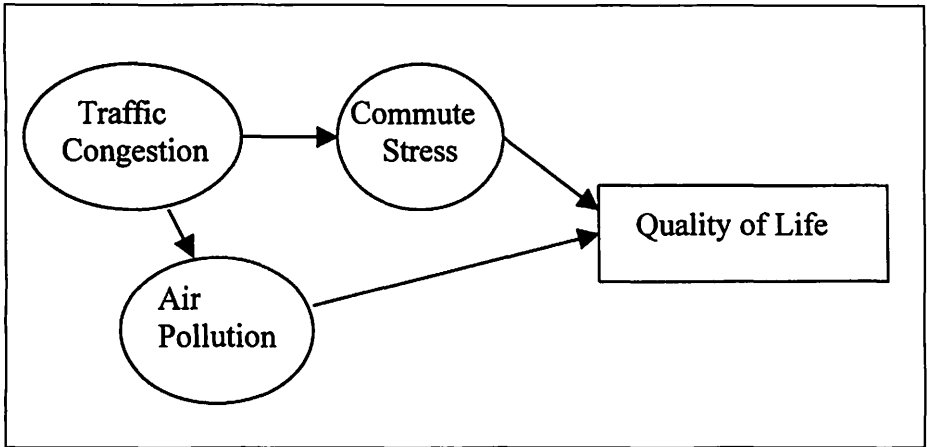 Traffic
Congestion
Commute
Stress
Quality of Life
Air
Pollution